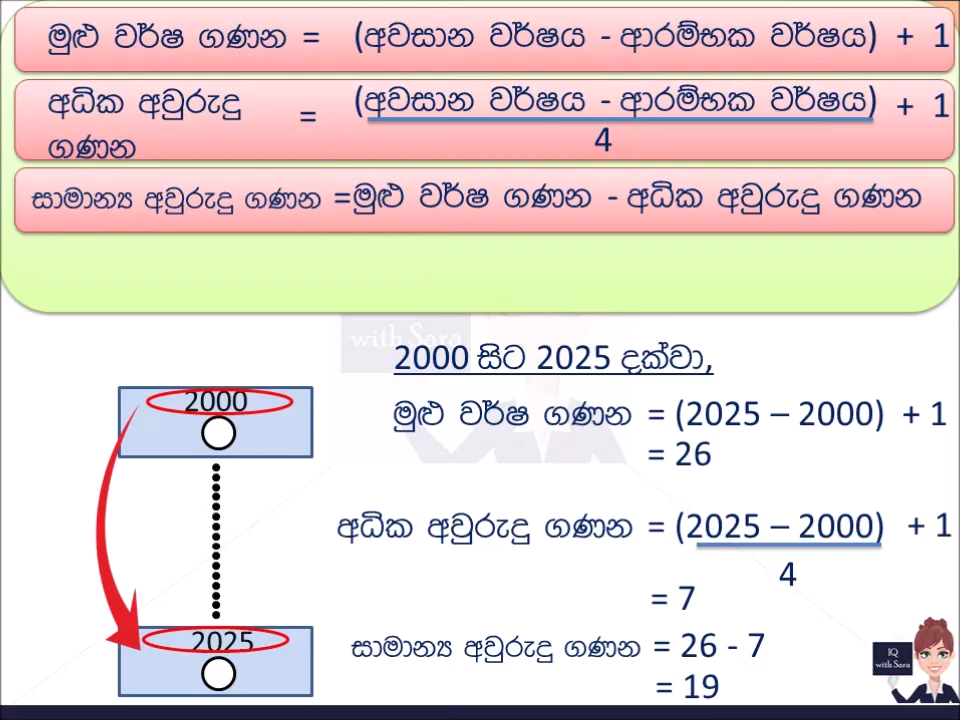 මුළු වර්ෂ ගණන = (අවසාන වර්ෂය - ආරම්භක වර්ෂය) + 1
අධික අවුරුදු ගණන = (අවසාන වර්ෂය - ආරම්භක වර්ෂය) + 1
4
සාමාන්‍ය අවුරුදු ගණන =මුළු වර්ෂ ගණන - අධික අවුරුදු ගණන
with Sara
2000 සිට 2025 දක්වා,
2000
මුළු වර්ෂ ගණන = (2025 – 2000) + 1
= 26
අධික අවුරුදු ගණන = (2025 – 2000) + 1
4
= 7
2025
සාමාන්‍ය අවුරුදු ගණන = 26 - 7
= 19
IQ
with Sara